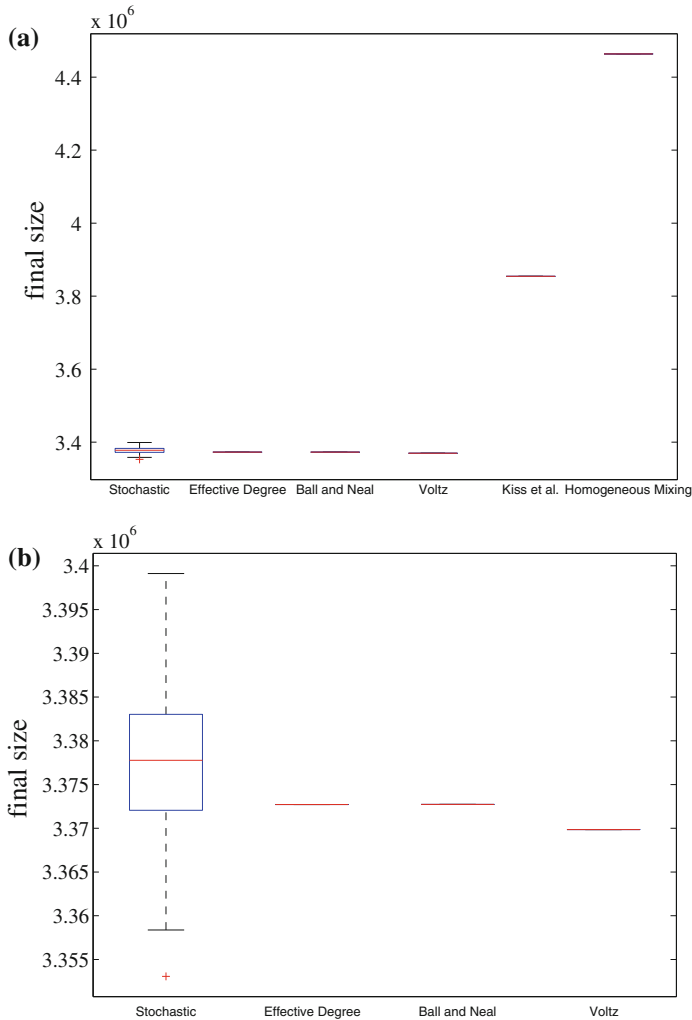 (a)
x 10^6
4.4
4.2
4
3.8
3.6
3.4
final size
Stochastic Effective Degree Ball and Neal Voltz Kiss et al. Homogeneous Mixing
(b)
x 10^6
3.4
3.395
3.39
3.385
3.38
3.375
3.37
3.365
3.36
3.355
final size
Stochastic Effective Degree Ball and Neal Voltz